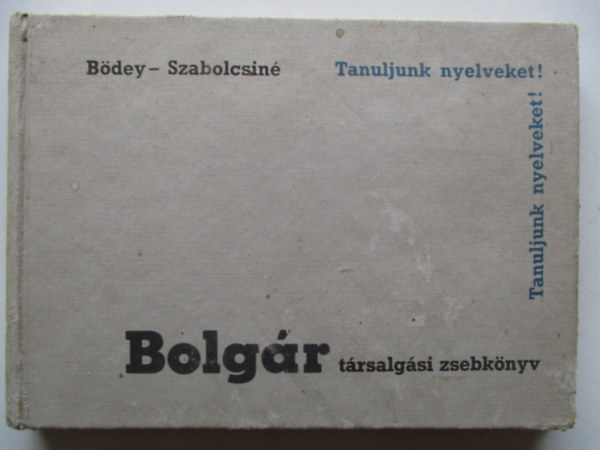 Bödey – Szabolcsiné
Tanuljunk nyelveket!
Tanuljunk nyelveket!
Bolgár társalgási zsebkönyv